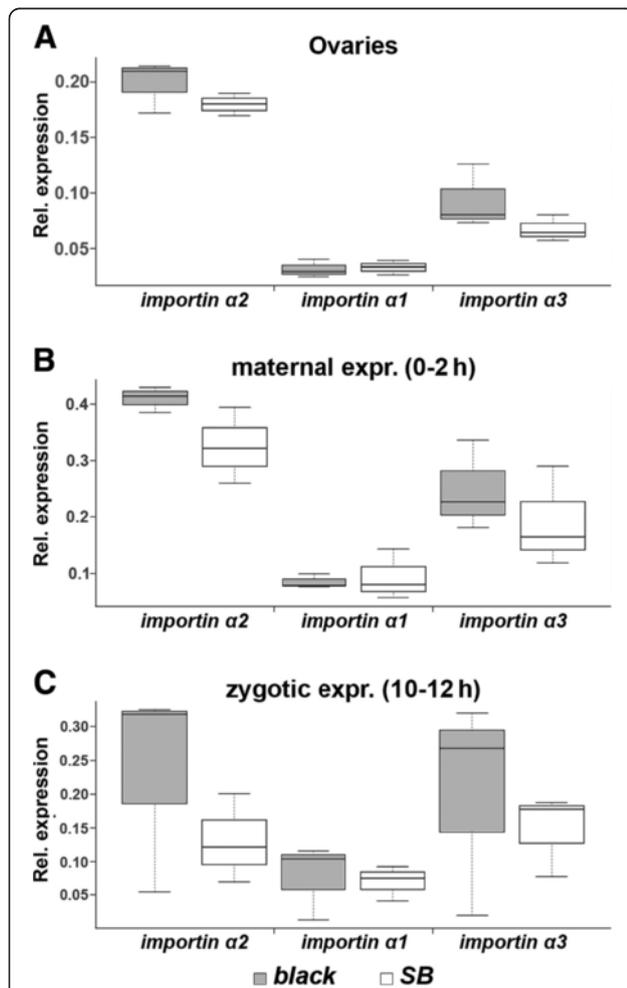 A
Ovaries
Rel. expression
0.20
0.15
0.10
0.05
importin α2
importin α1
importin α3
B
maternal expr. (0-2 h)
Rel. expression
0.4
0.3
0.2
0.1
importin α2
importin α1
importin α3
C
zygotic expr. (10-12 h)
Rel. expression
0.30
0.25
0.20
0.15
0.10
0.05
importin α2
importin α1
importin α3
black
SB